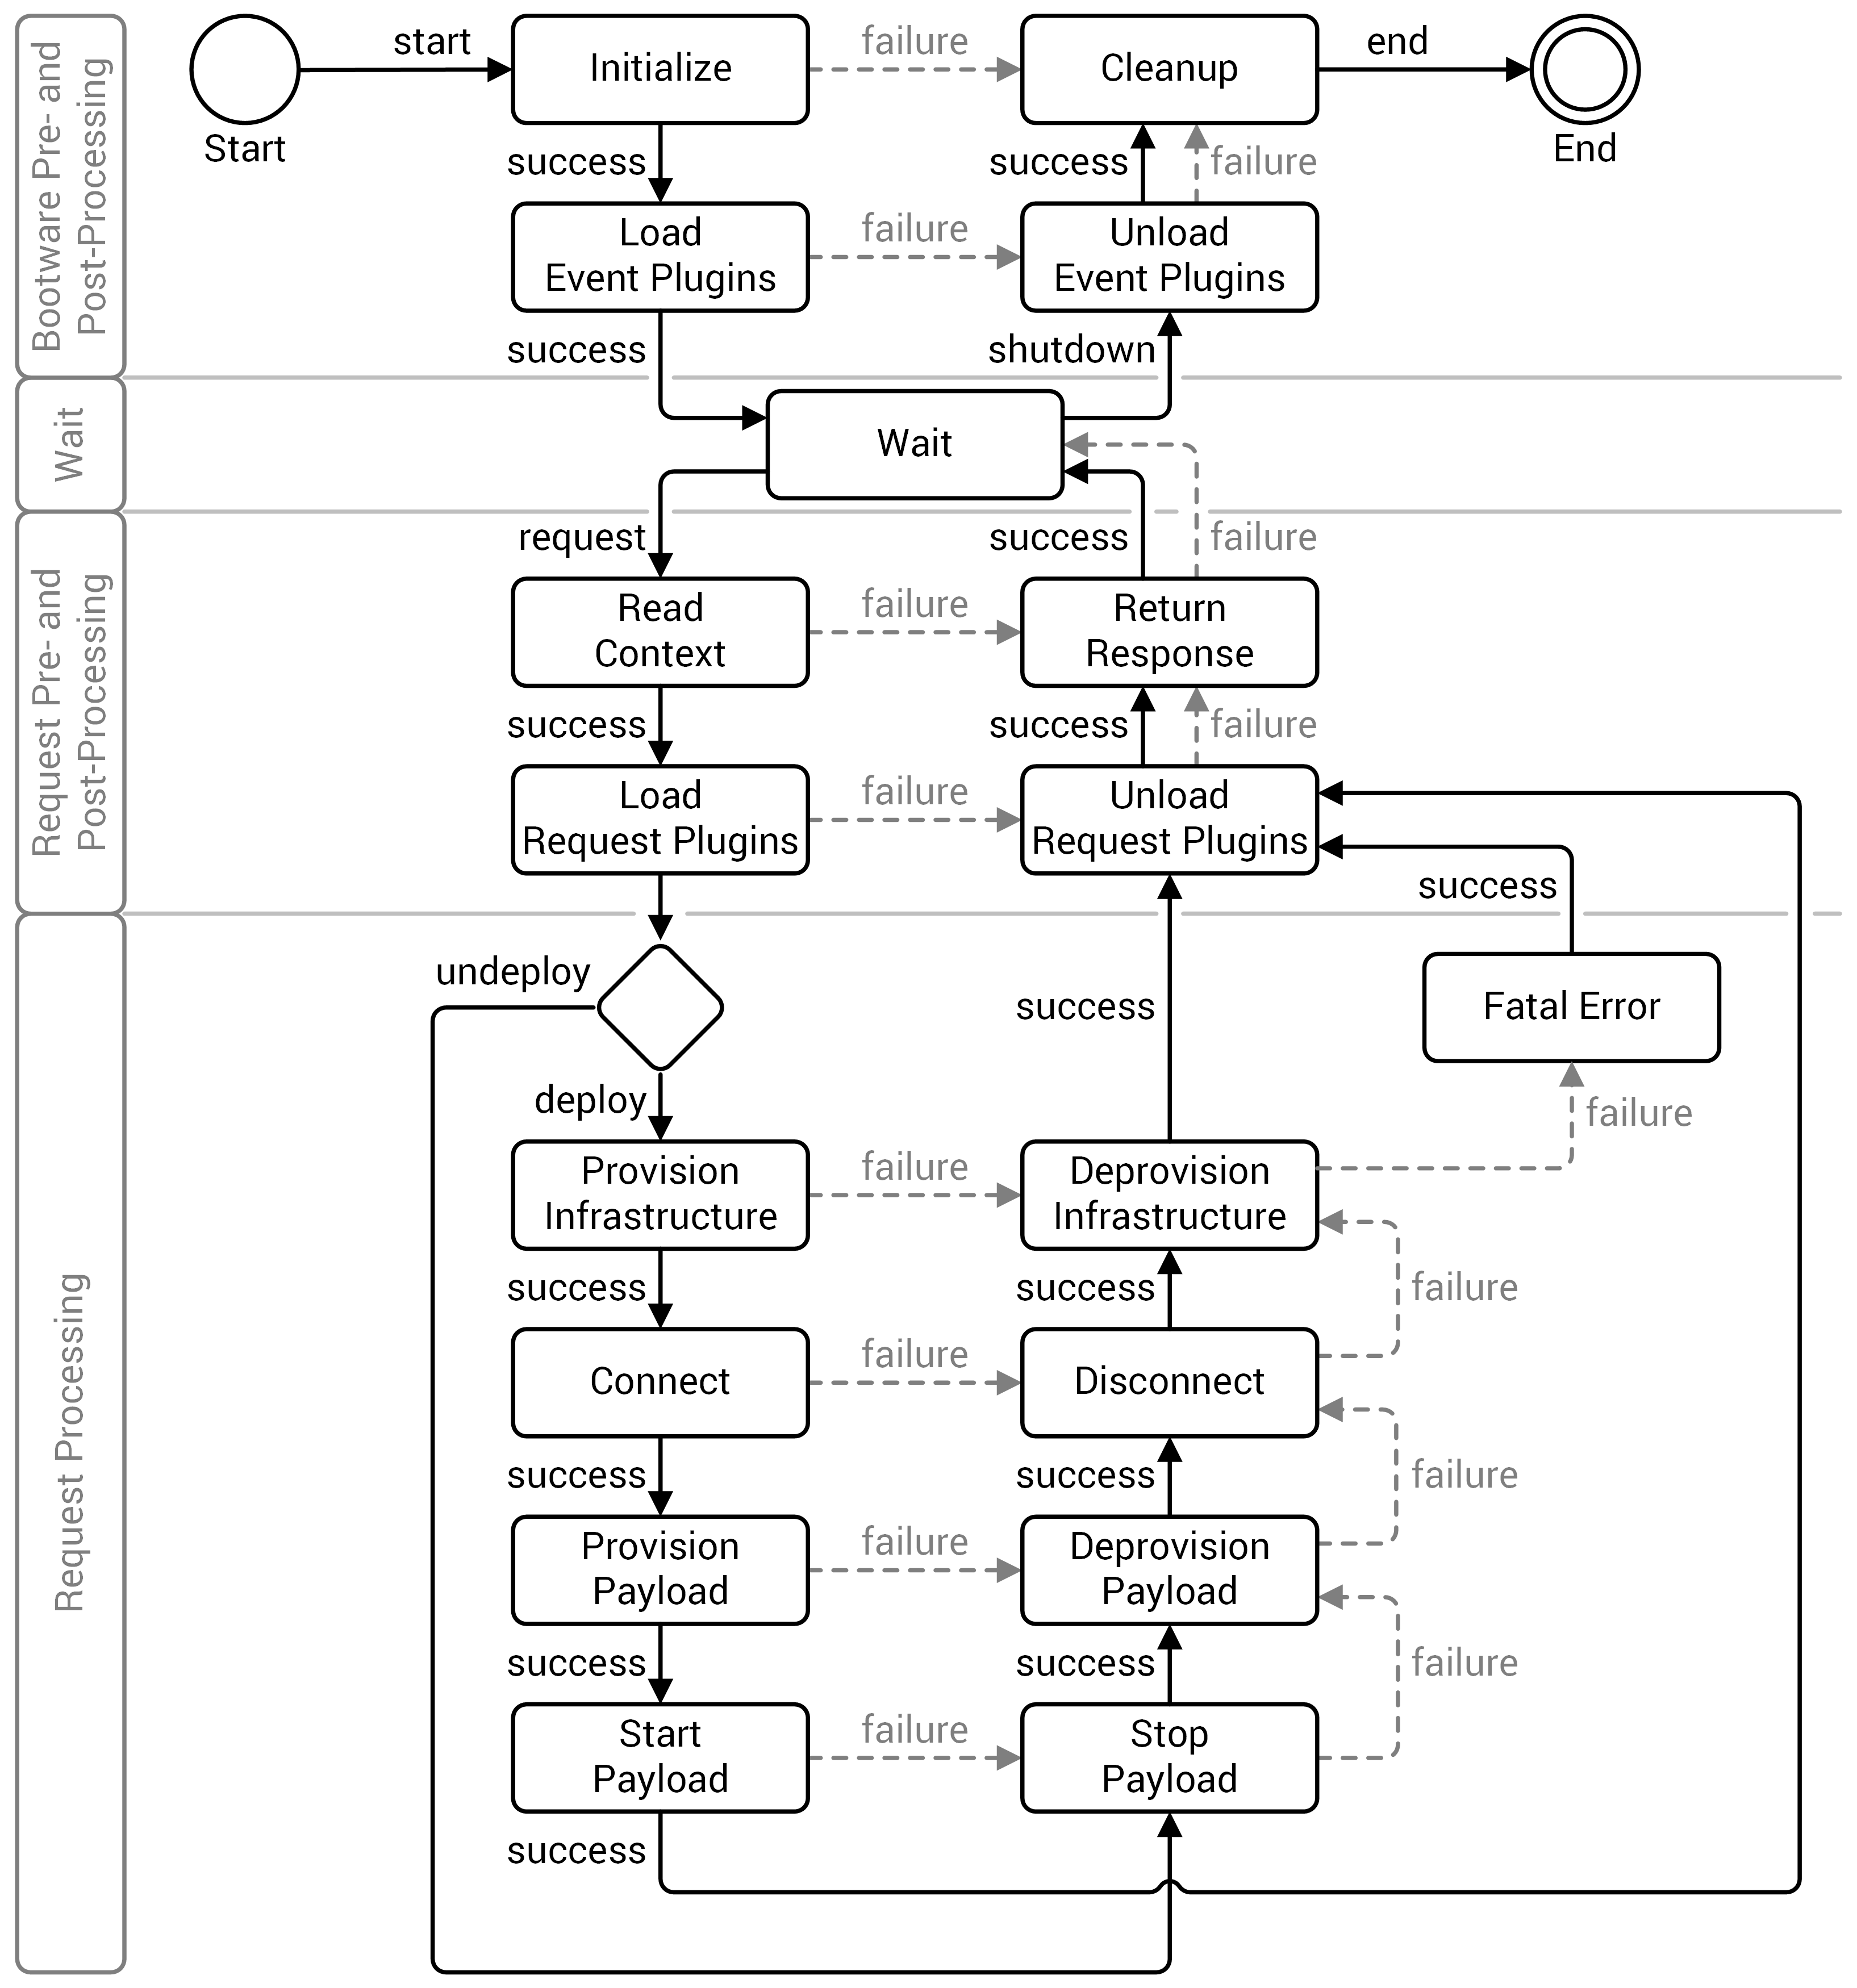 Bootware Pre- and
Post-Processing
start
Initialize
failure
Cleanup
end
Start
End
success
success
failure
Load
Event Plugins
failure
Unload
Event Plugins
success
shutdown
Wait
Wait
Request Pre- and
Post-Processing
request
success
failure
Read
Context
failure
Return
Response
success
success
failure
Load
Request Plugins
failure
Unload
Request Plugins
success
Request Processing
undeploy
success
Fatal Error
deploy
failure
Provision
Infrastructure
failure
Deprovision
Infrastructure
success
success
failure
Connect
failure
Disconnect
success
success
failure
Provision
Payload
failure
Deprovision
Payload
success
success
failure
Start
Payload
failure
Stop
Payload
success